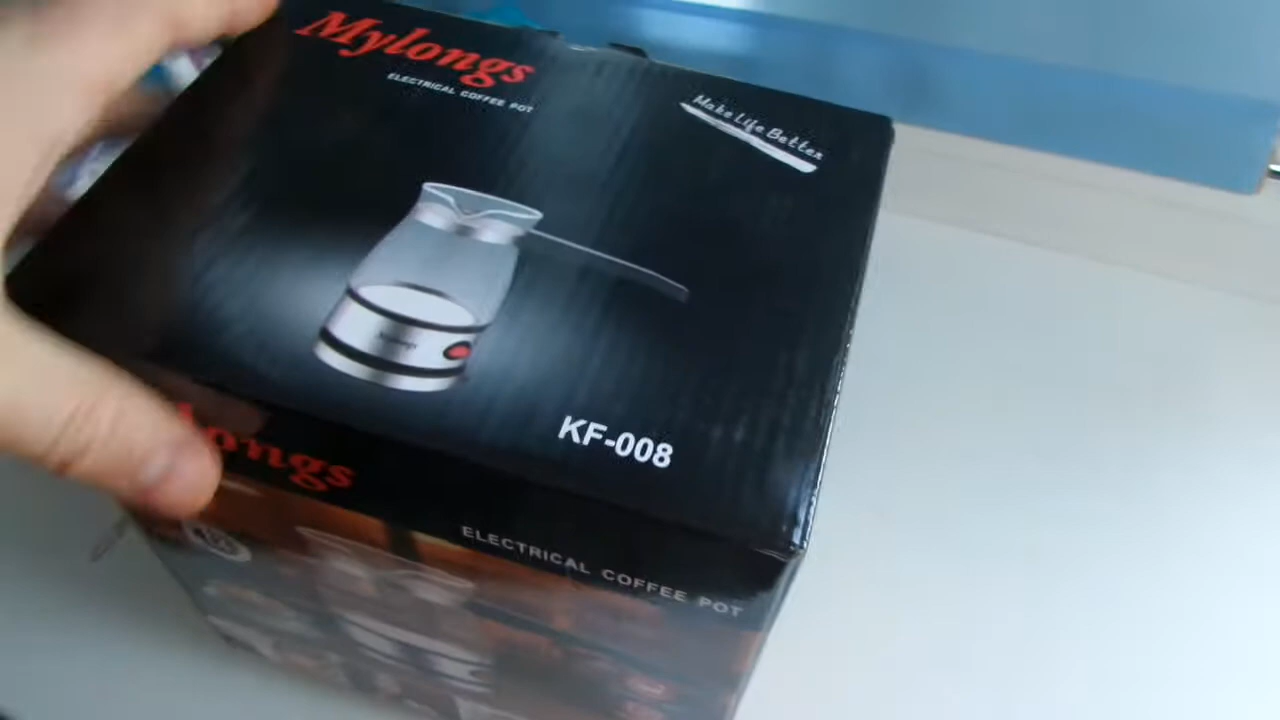 Mylongs
ELECTRICAL COFFEE POT
Make Life Better
KF-008
longs
ELECTRICAL COFFEE POT